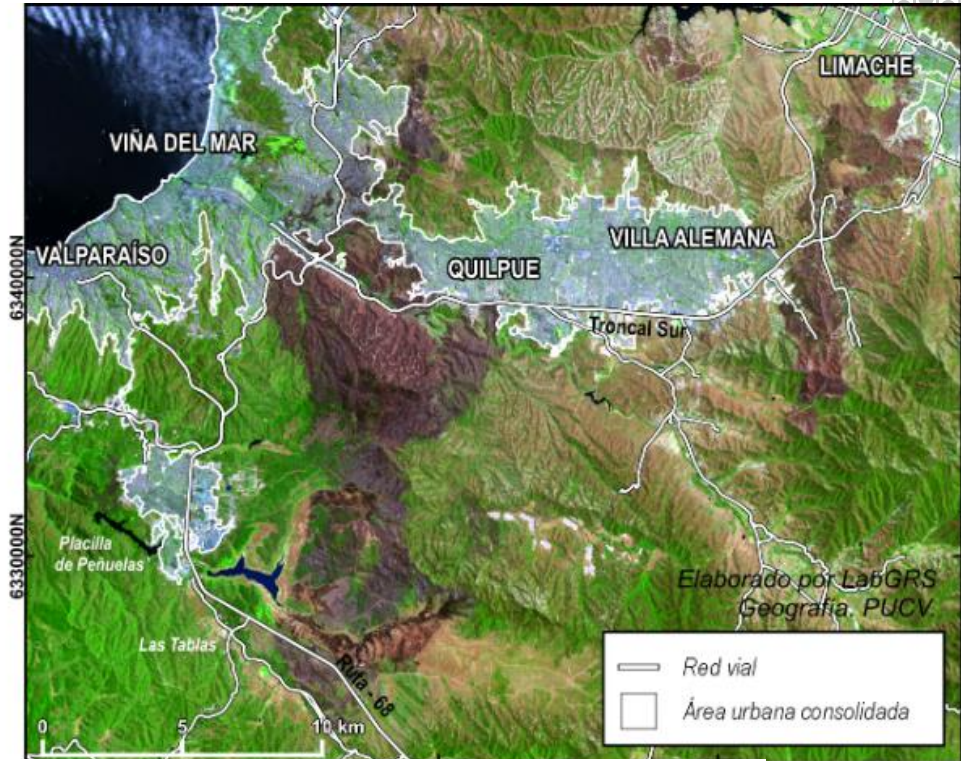 LIMACHE
VIÑA DEL MAR
VILLA ALEMANA
VALPARAÍSO
QUILPUE
6340000N
Troncal Sur
Placilla
de Peñuelas
6330000N
Elaborado por LabGRS
Geografía. PUCV.
Las Tablas
Ruta - 68
Red vial
Área urbana consolidada
0 5 10 km